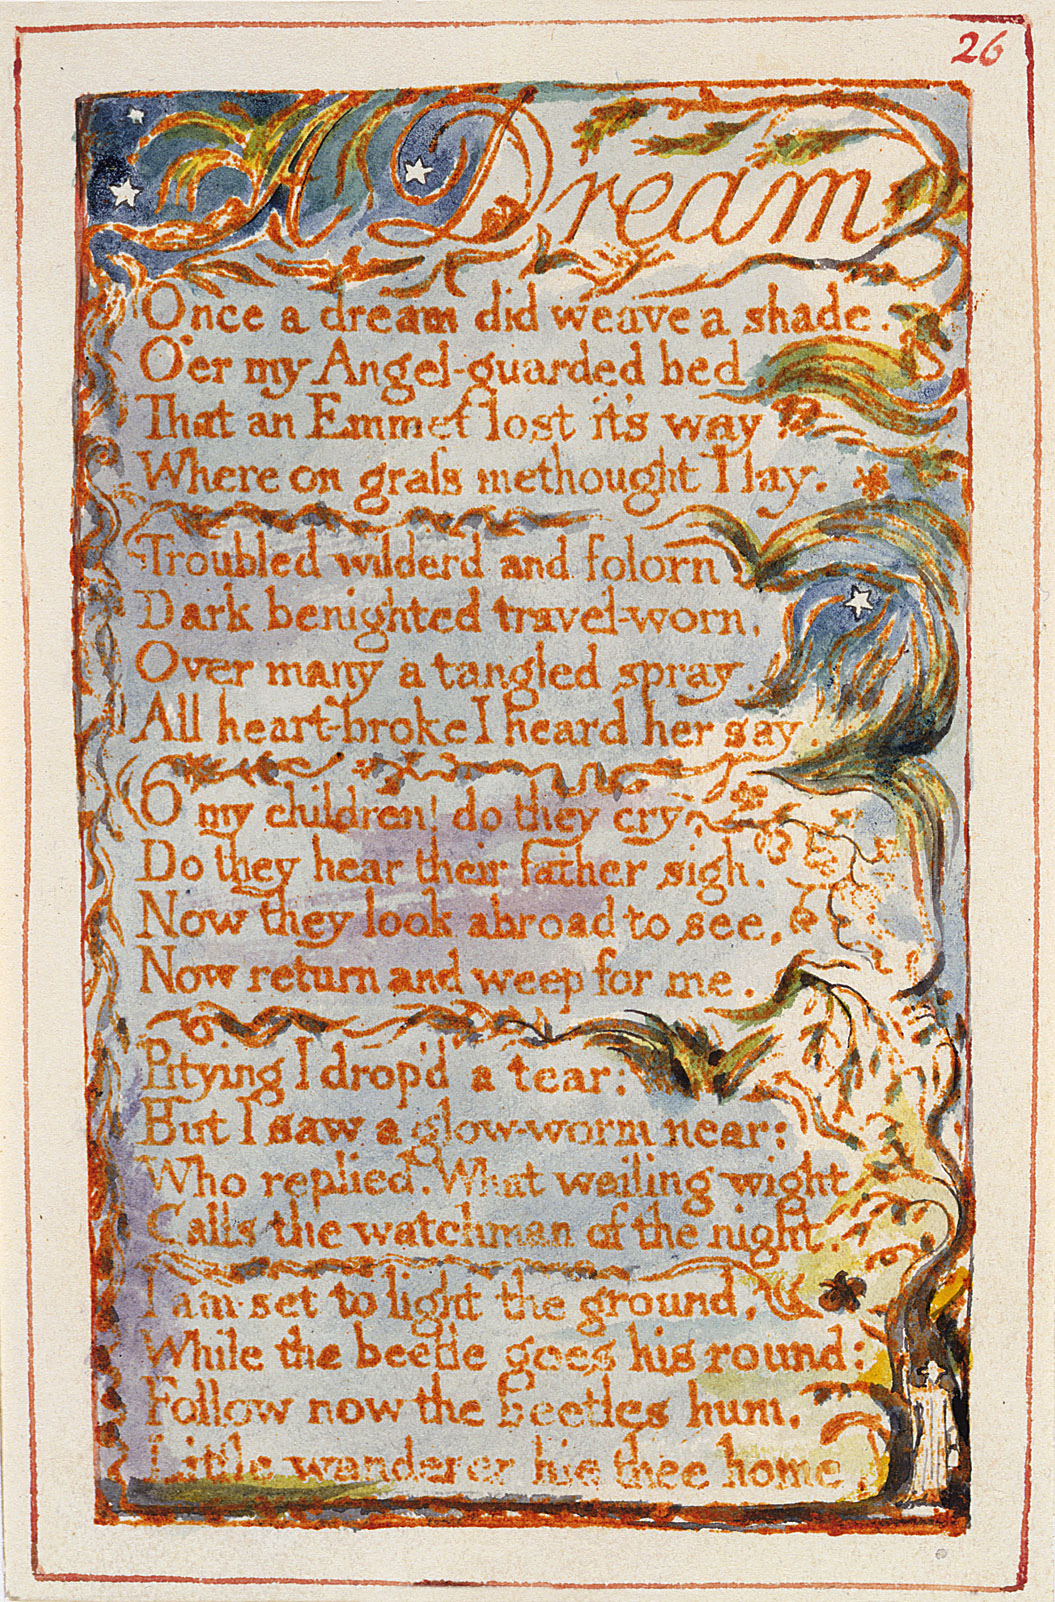 26
A Dream
Once a dream did weave a shade.
O'er my Angel-guarded bed.
That an Emmet lost it's way
Where on graſs methought I lay.
Troubled wilderd and folorn
Dark benighted travel-worn,
Over many a tangled spray
All heart-broke I heard her say.
O my children! do they cry,
Do they hear their father sigh.
Now they look abroad to see,
Now return and weep for me.
Pitying I drop'd a tear:
But I saw a glow-worm near:
Who replied. What wailing wight
Calls the watchman of the night.
I am set to light the ground,
While the beetle goes his round:
Follow now the beetles hum,
Little wanderer hie thee home.